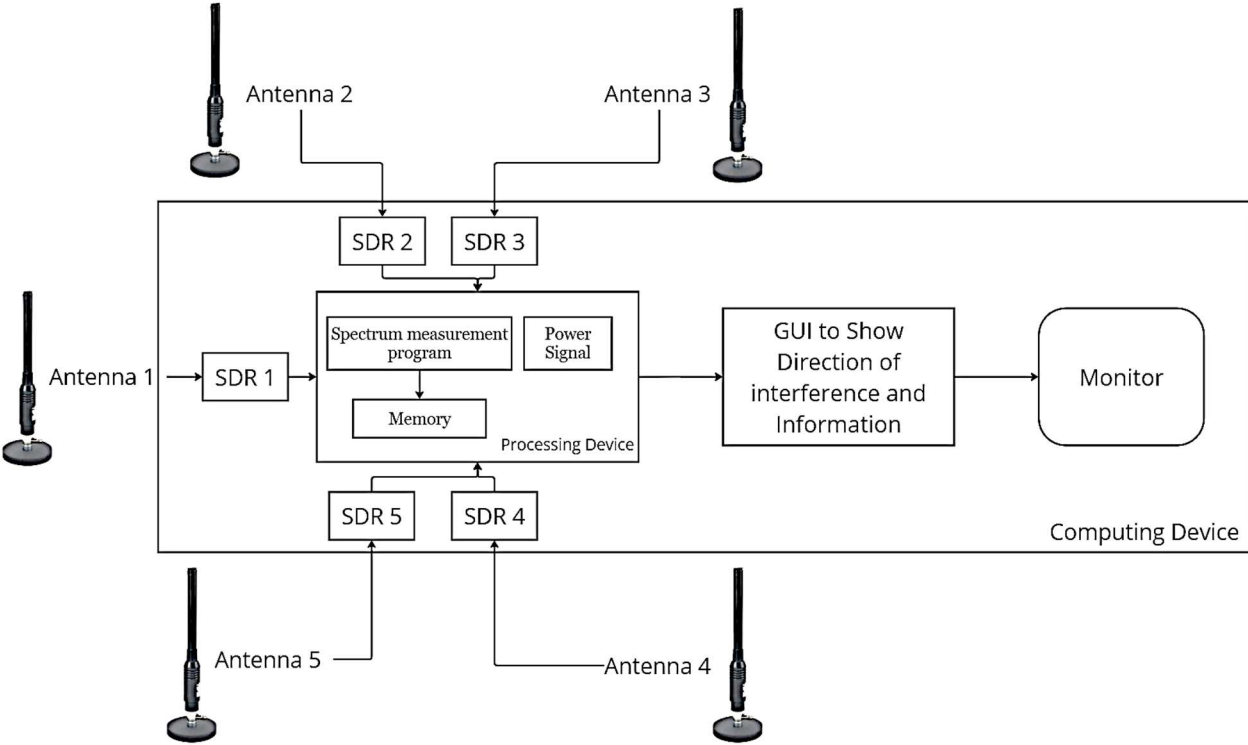 Antenna 2
Antenna 3
SDR 2
SDR 3
Antenna 1
SDR 1
Spectrum measurement
program
Power
Signal
Memory
Processing Device
GUI to Show
Direction of
interference and
Information
Monitor
SDR 5
SDR 4
Computing Device
Antenna 5
Antenna 4